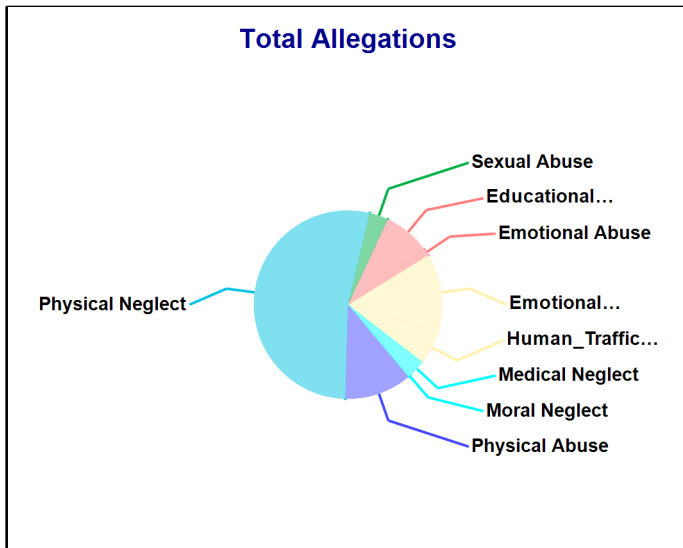 Total Allegations
Sexual Abuse
Educational…
Emotional Abuse
Physical Neglect
Emotional…
Human_Traffic…
Medical Neglect
Moral Neglect
Physical Abuse